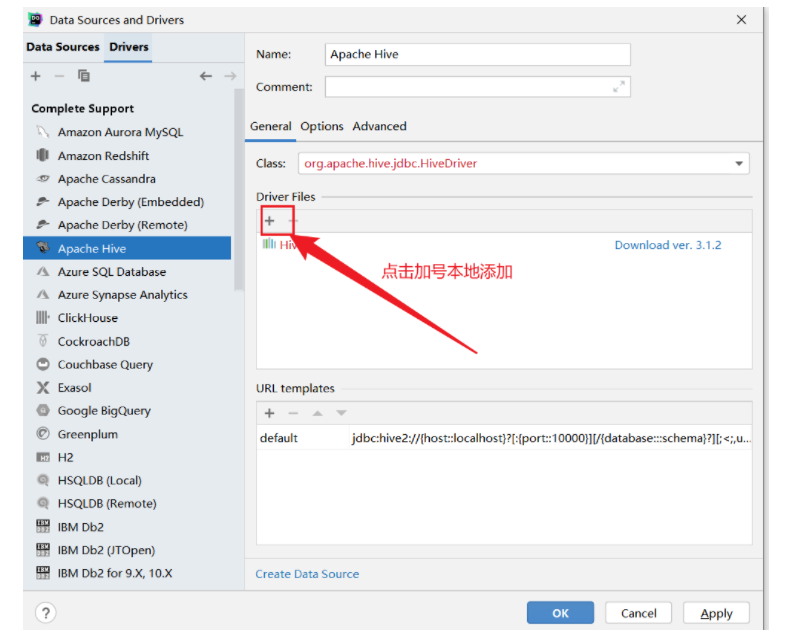 Data Sources and Drivers
Data Sources Drivers
Name: Apache Hive
Comment:
Complete Support
Amazon Aurora MySQL
Amazon Redshift
Apache Cassandra
Apache Derby (Embedded)
Apache Derby (Remote)
Apache Hive
Azure SQL Database
Azure Synapse Analytics
ClickHouse
CockroachDB
Couchbase Query
Exasol
Google BigQuery
Greenplum
H2
HSQLDB (Local)
HSQLDB (Remote)
IBM Db2
IBM Db2 (JTOpen)
IBM Db2 for 9.X, 10.X
General Options Advanced
Class: org.apache.hive.jdbc.HiveDriver
Driver Files
Download ver. 3.1.2
点击加号本地添加
URL templates
default jdbc:hive2://{host::localhost}?[:{port::10000}][/{database:::schema}?][;<;,u...
Create Data Source
? OK Cancel Apply